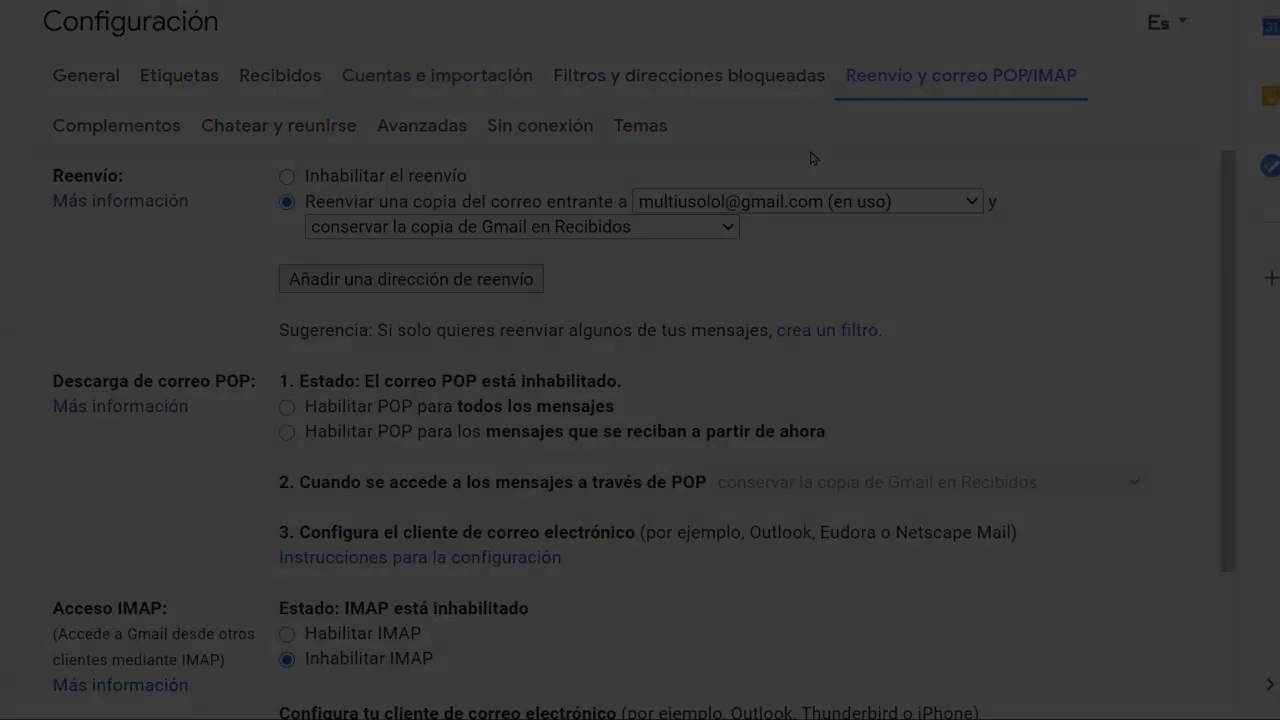 Configuración
Es
General Etiquetas Recibidos Cuentas e importación Filtros y direcciones bloqueadas Reenvío y correo POP/IMAP
Complementos Chatear y reunirse Avanzadas Sin conexión Temas
Reenvío: Inhabilitar el reenvío
Más información Reenviar una copia del correo entrante a multiusolol@gmail.com (en uso) y
conservar la copia de Gmail en Recibidos
Añadir una dirección de reenvío
Sugerencia: Si solo quieres reenviar algunos de tus mensajes, crea un filtro.
Descarga de correo POP: 1. Estado: El correo POP está inhabilitado.
Más información Habilitar POP para todos los mensajes
Habilitar POP para los mensajes que se reciban a partir de ahora
2. Cuando se accede a los mensajes a través de POP conservar la copia de Gmail en Recibidos
3. Configura el cliente de correo electrónico (por ejemplo, Outlook, Eudora o Netscape Mail)
Instrucciones para la configuración
Acceso IMAP: Estado: IMAP está inhabilitado
(Accede a Gmail desde otros Habilitar IMAP
clientes mediante IMAP) Inhabilitar IMAP
Más información
Configura tu cliente de correo electrónico (por ejemplo, Outlook, Thunderbird o iPhone)